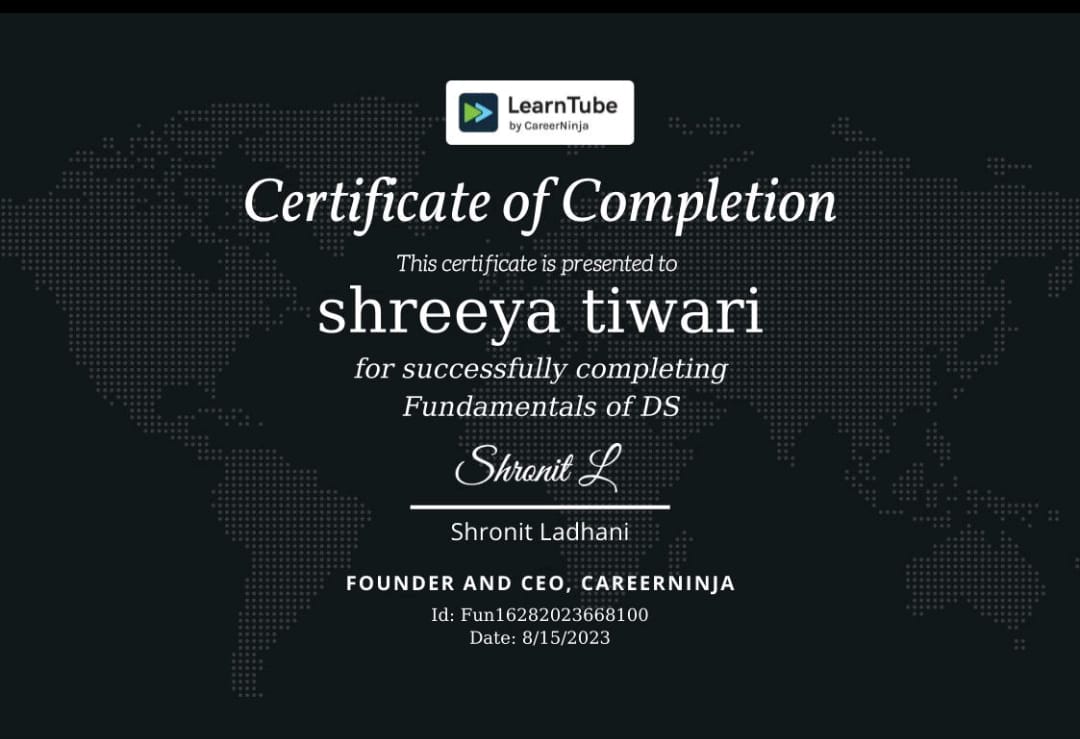 LearnTube
by CareerNinja
Certificate of Completion
This certificate is presented to
shreeya tiwari
for successfully completing
Fundamentals of DS
Shronit L
Shronit Ladhani
FOUNDER AND CEO, CAREERNINJA
Id: Fun16282023668100
Date: 8/15/2023